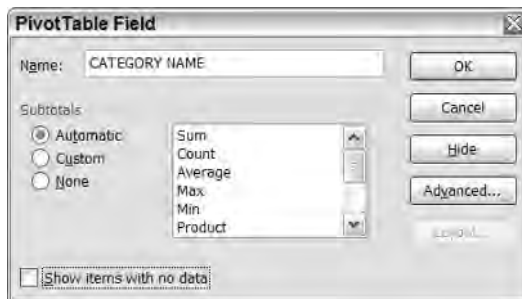 PivotTable Field
Name: CATEGORY NAME
OK
Subtotals
Cancel
Automatic
Custom
None
Sum
Count
Average
Max
Min
Product
Hide
Advanced...
Show items with no data